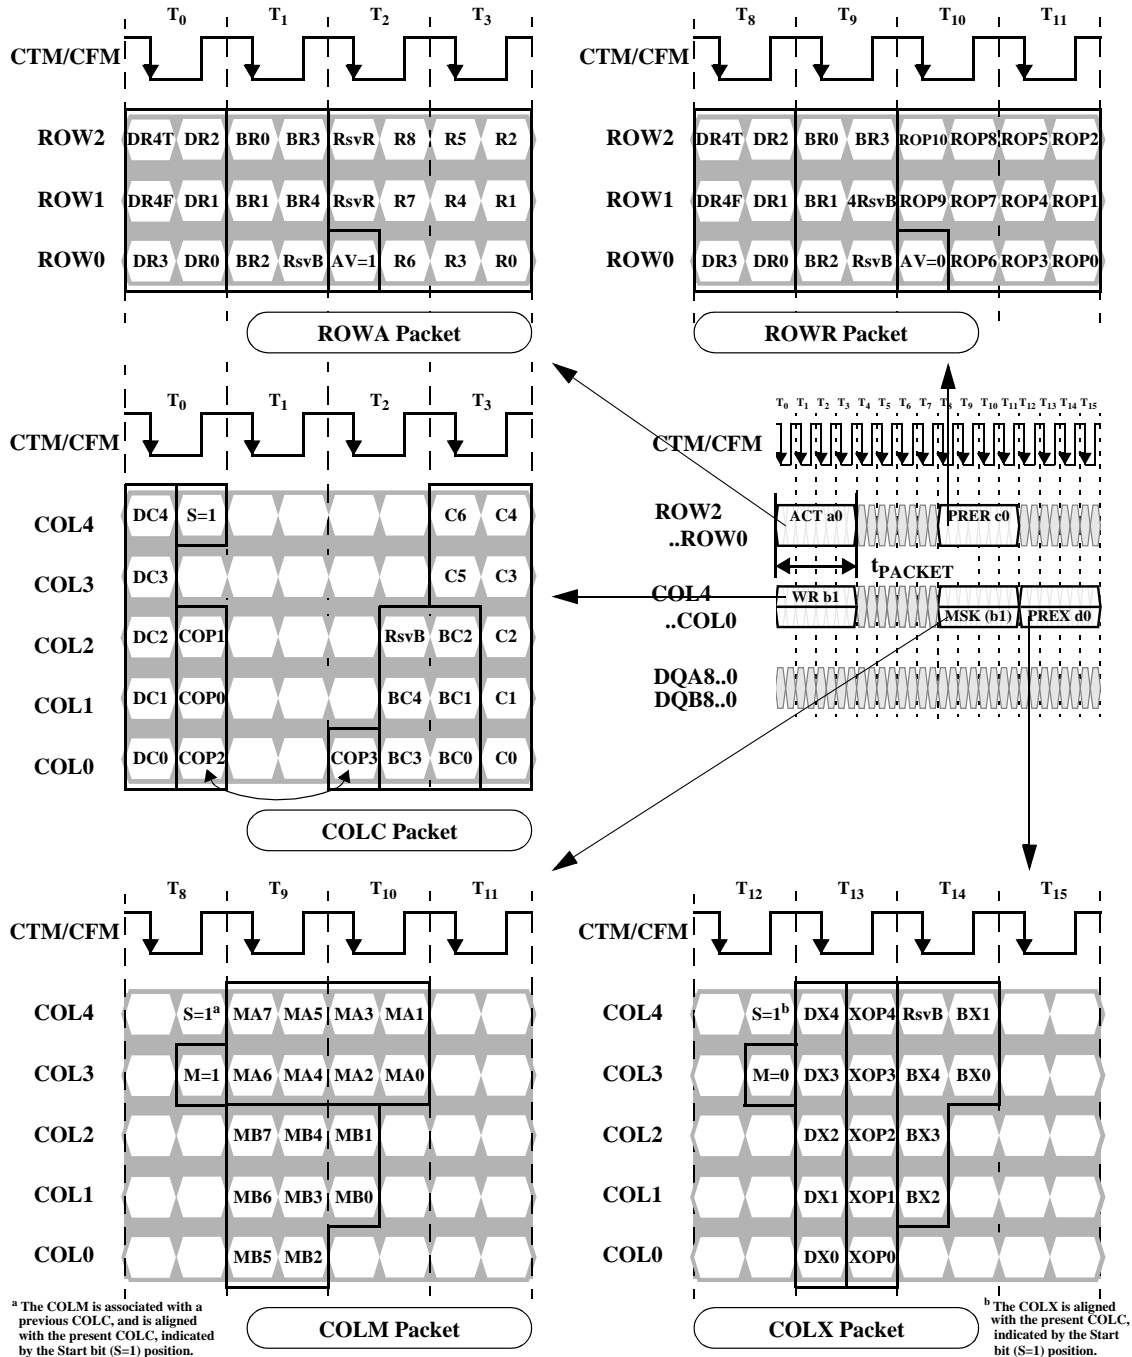 T0 T1 T2 T3
CTM/CFM
ROW2 DR4T DR2 BR0 BR3 RsvR R8 R5 R2
ROW1 DR4F DR1 BR1 BR4 RsvR R7 R4 R1
ROW0 DR3 DR0 BR2 RsvB AV=1 R6 R3 R0
ROWA Packet
T8 T9 T10 T11
CTM/CFM
ROW2 DR4T DR2 BR0 BR3 ROP10 ROP8 ROP5 ROP2
ROW1 DR4F DR1 BR1 4RsvB ROP9 ROP7 ROP4 ROP1
ROW0 DR3 DR0 BR2 RsvB AV=0 ROP6 ROP3 ROP0
ROWR Packet
T0 T1 T2 T3
CTM/CFM
COL4 DC4 S=1 C6 C4
COL3 DC3 C5 C3
COL2 DC2 COP1 RsvB BC2 C2
COL1 DC1 COP0 BC4 BC1 C1
COL0 DC0 COP2 COP3 BC3 BC0 C0
COLC Packet
T0 T1 T2 T3 T4 T5 T6 T7 T8 T9 T10 T11 T12 T13 T14 T15
CTM/CFM
ROW2
..ROW0
ACT a0 PRER c0
tPACKET
COL4
..COL0
WR b1
MSK (b1) PREX d0
DQA8..0
DQB8..0
T8 T9 T10 T11
CTM/CFM
COL4 S=1a MA7 MA5 MA3 MA1
COL3 M=1 MA6 MA4 MA2 MA0
COL2 MB7 MB4 MB1
COL1 MB6 MB3 MB0
COL0 MB5 MB2
a The COLM is associated with a
previous COLC, and is aligned
with the present COLC, indicated
by the Start bit (S=1) position.
COLM Packet
T12 T13 T14 T15
CTM/CFM
COL4 S=1b DX4 XOP4 RsvB BX1
COL3 M=0 DX3 XOP3 BX4 BX0
COL2 DX2 XOP2 BX3
COL1 DX1 XOP1 BX2
COL0 DX0 XOP0
COLX Packet
b The COLX is aligned
with the present COLC,
indicated by the Start
bit (S=1) position.